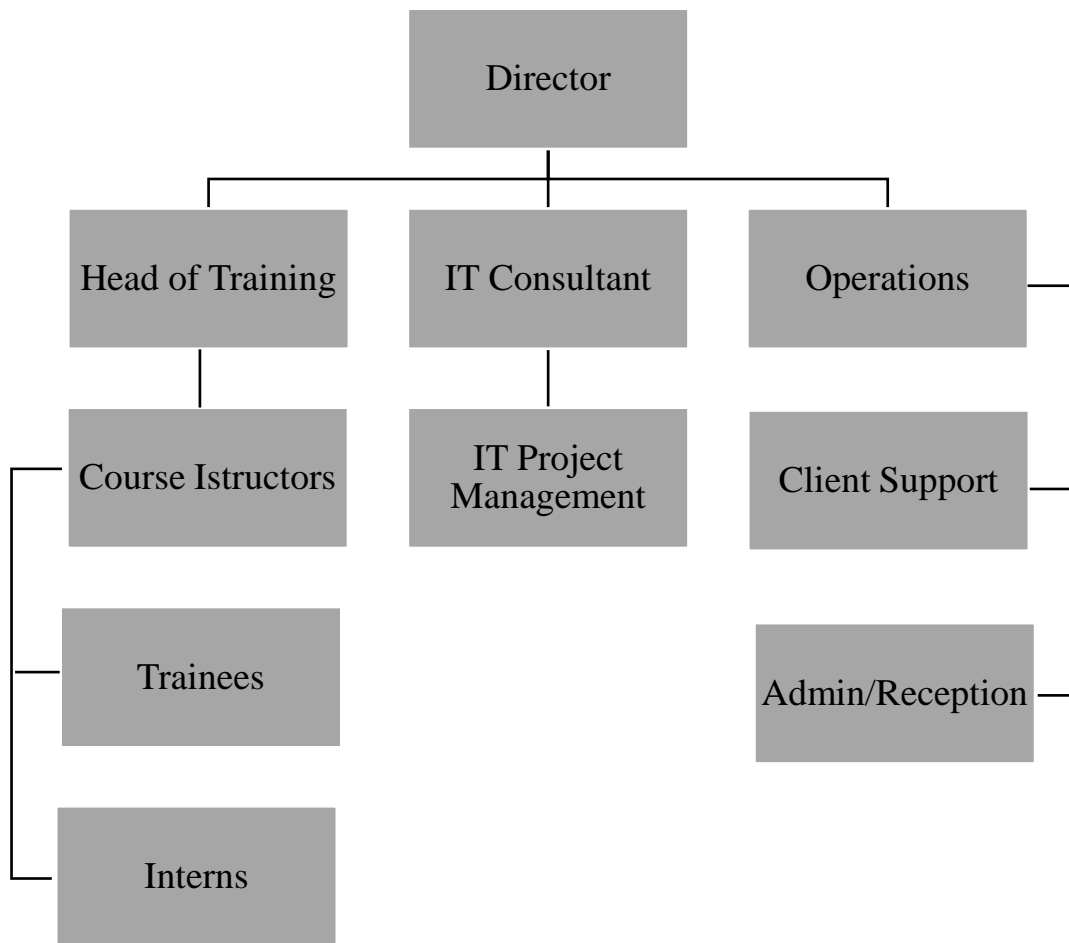 Director
Head of Training
IT Consultant
Operations
Course Istructors
IT Project
Management
Client Support
Trainees
Admin/Reception
Interns